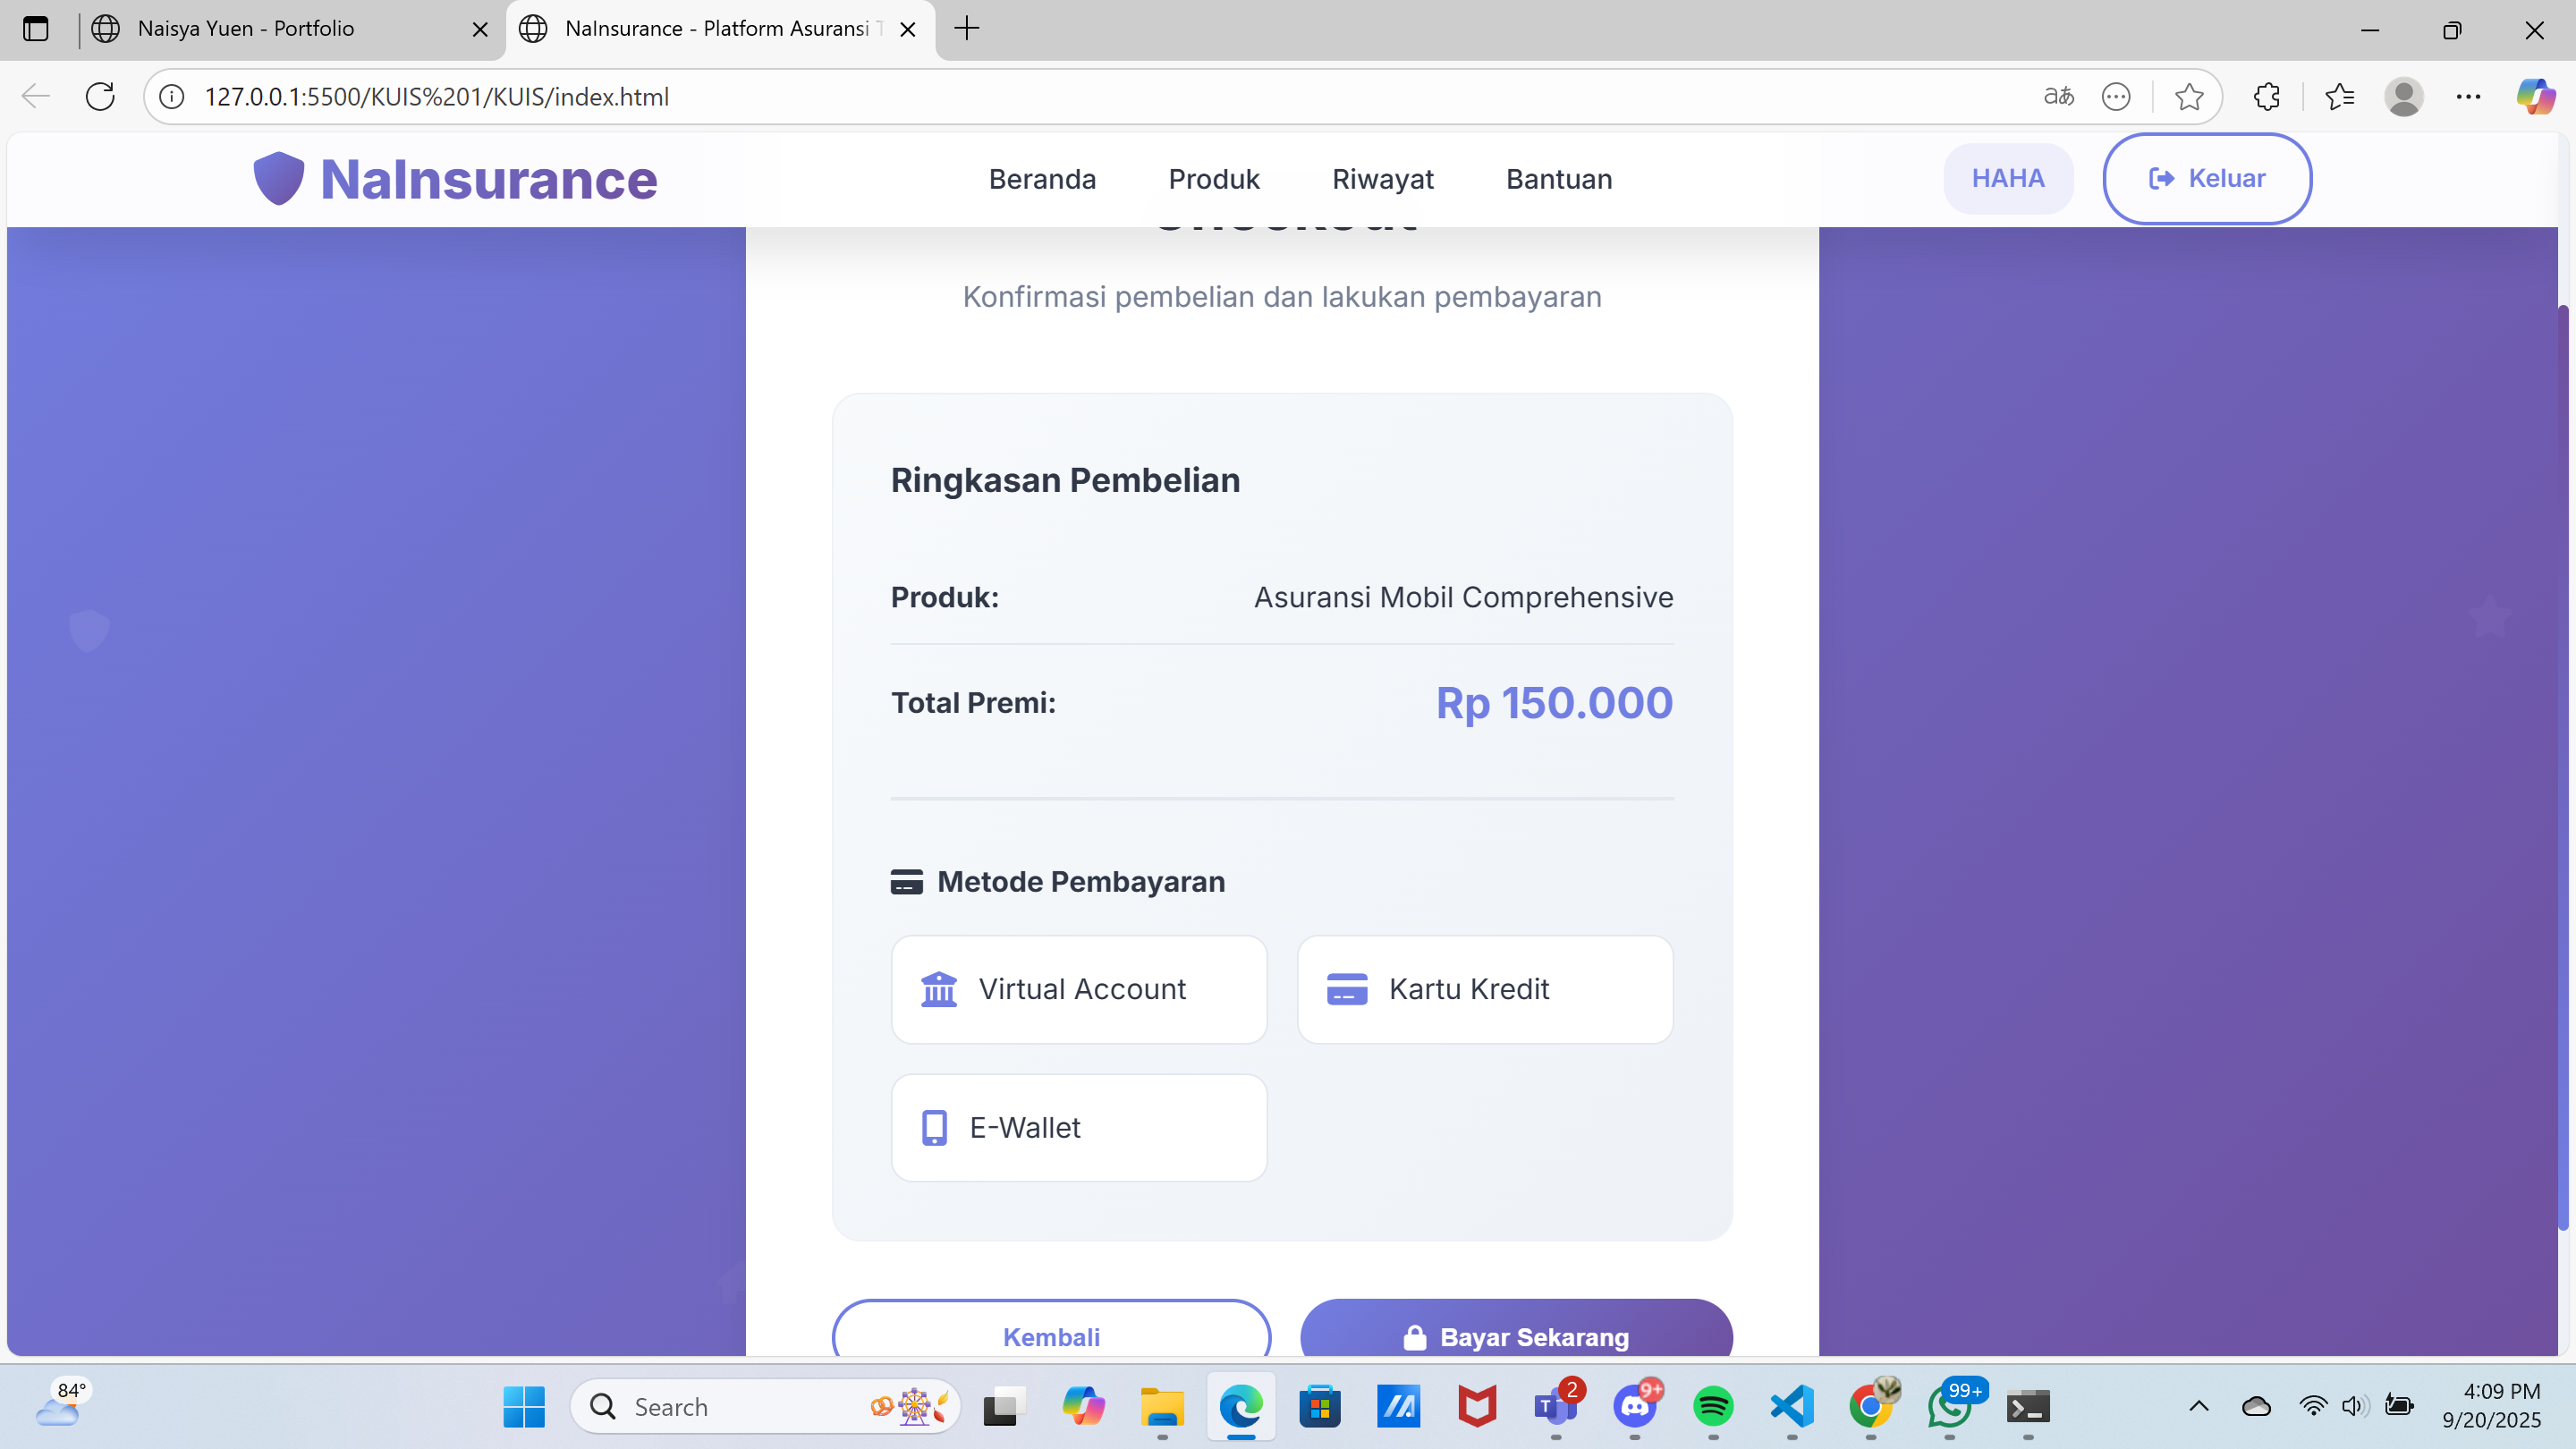 Naisya Yuen - Portfolio
NaInsurance - Platform Asuransi T
127.0.0.1:5500/KUIS%201/KUIS/index.html
NaInsurance
Beranda
Produk
Riwayat
Bantuan
HAHA
Keluar
Checkout
Konfirmasi pembelian dan lakukan pembayaran
Ringkasan Pembelian
Produk:
Asuransi Mobil Comprehensive
Total Premi:
Rp 150.000
Metode Pembayaran
Virtual Account
Kartu Kredit
E-Wallet
Kembali
Bayar Sekarang
84°
Search
2
9+
99+
4:09 PM
9/20/2025